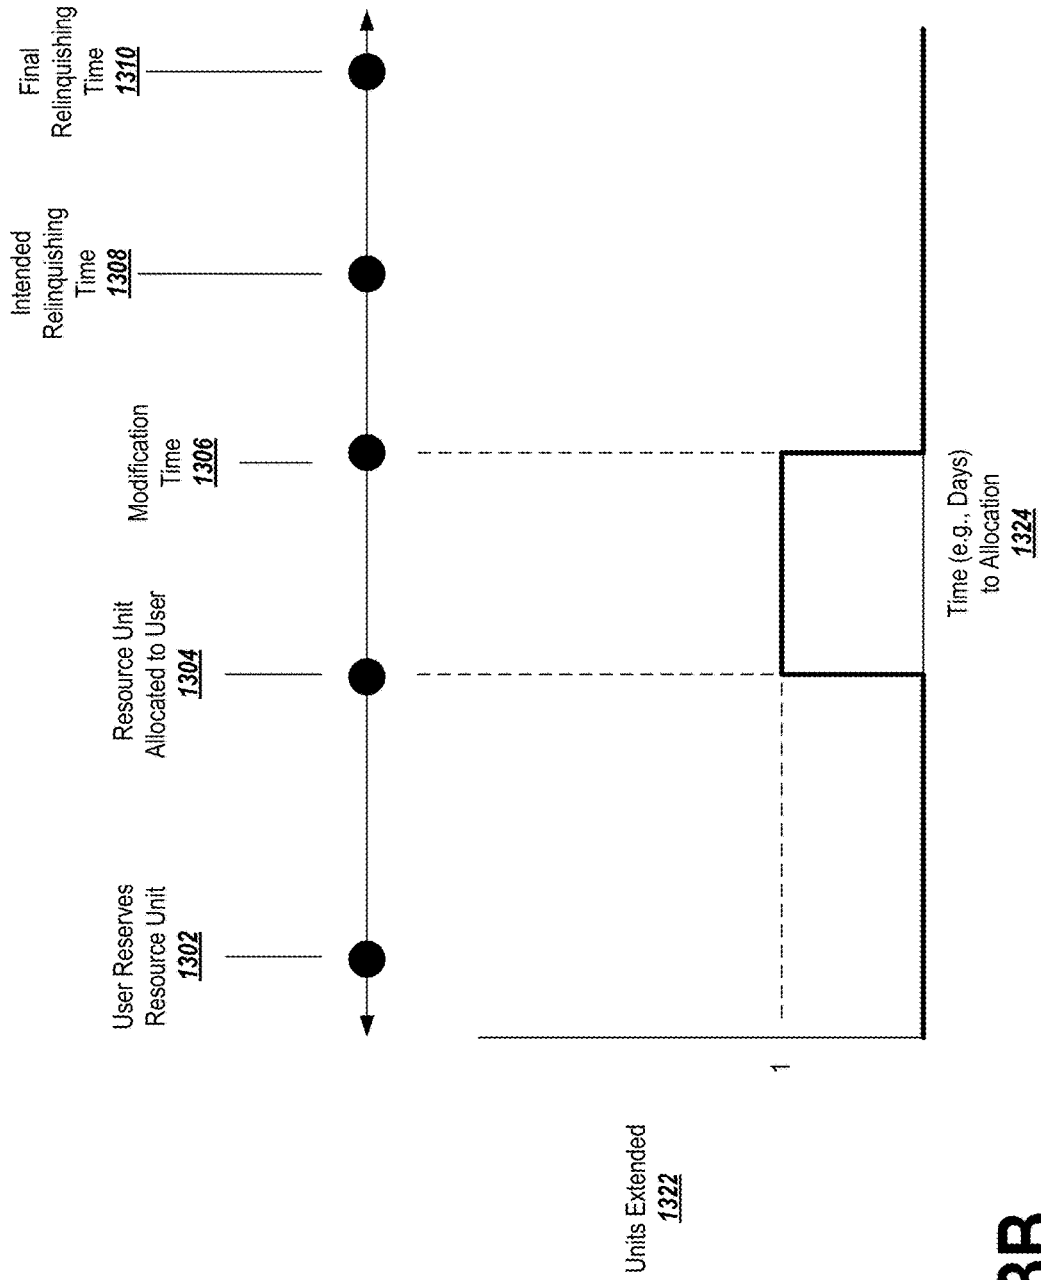 User Reserves
Resource Unit
1302
Resource Unit
Allocated to User
1304
Modification
Time
1306
Intended
Relinquishing
Time
1308
Final
Relinquishing
Time
1310
Units Extended
1322
1
Time (e.g., Days)
to Allocation
1324
3B